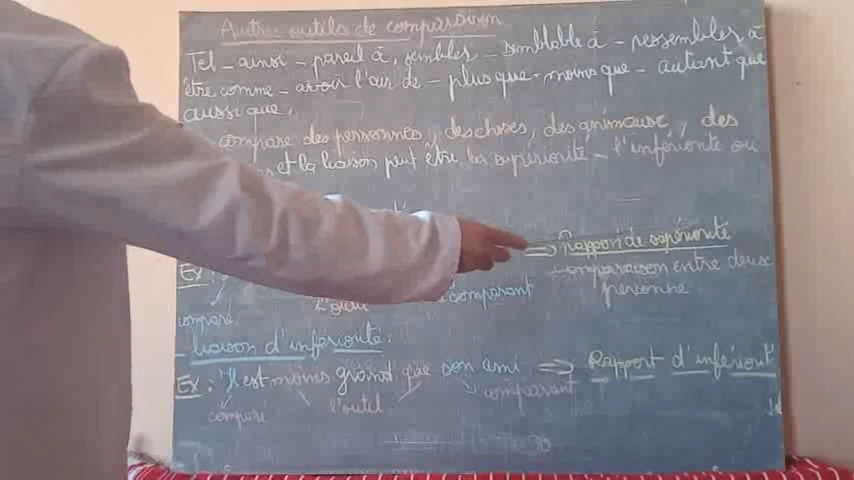 Autres outils de comparaison
Tel - ainsi - pareil à, sembler - semblable à - ressembler à
être comme - avoir l'air de - plus que - moins que - autant que
aussi que.
compare des personnes, des choses, des animaux, des
et la liaison peut être la supériorité - l'infériorité ou
=> Rapport de supériorité
Ex: comparaison entre deux
l'outil comparant personne
comparé
- liaison d'infériorité.
Ex: Il est moins grand que son ami => Rapport d'infériorité
comparé l'outil comparant